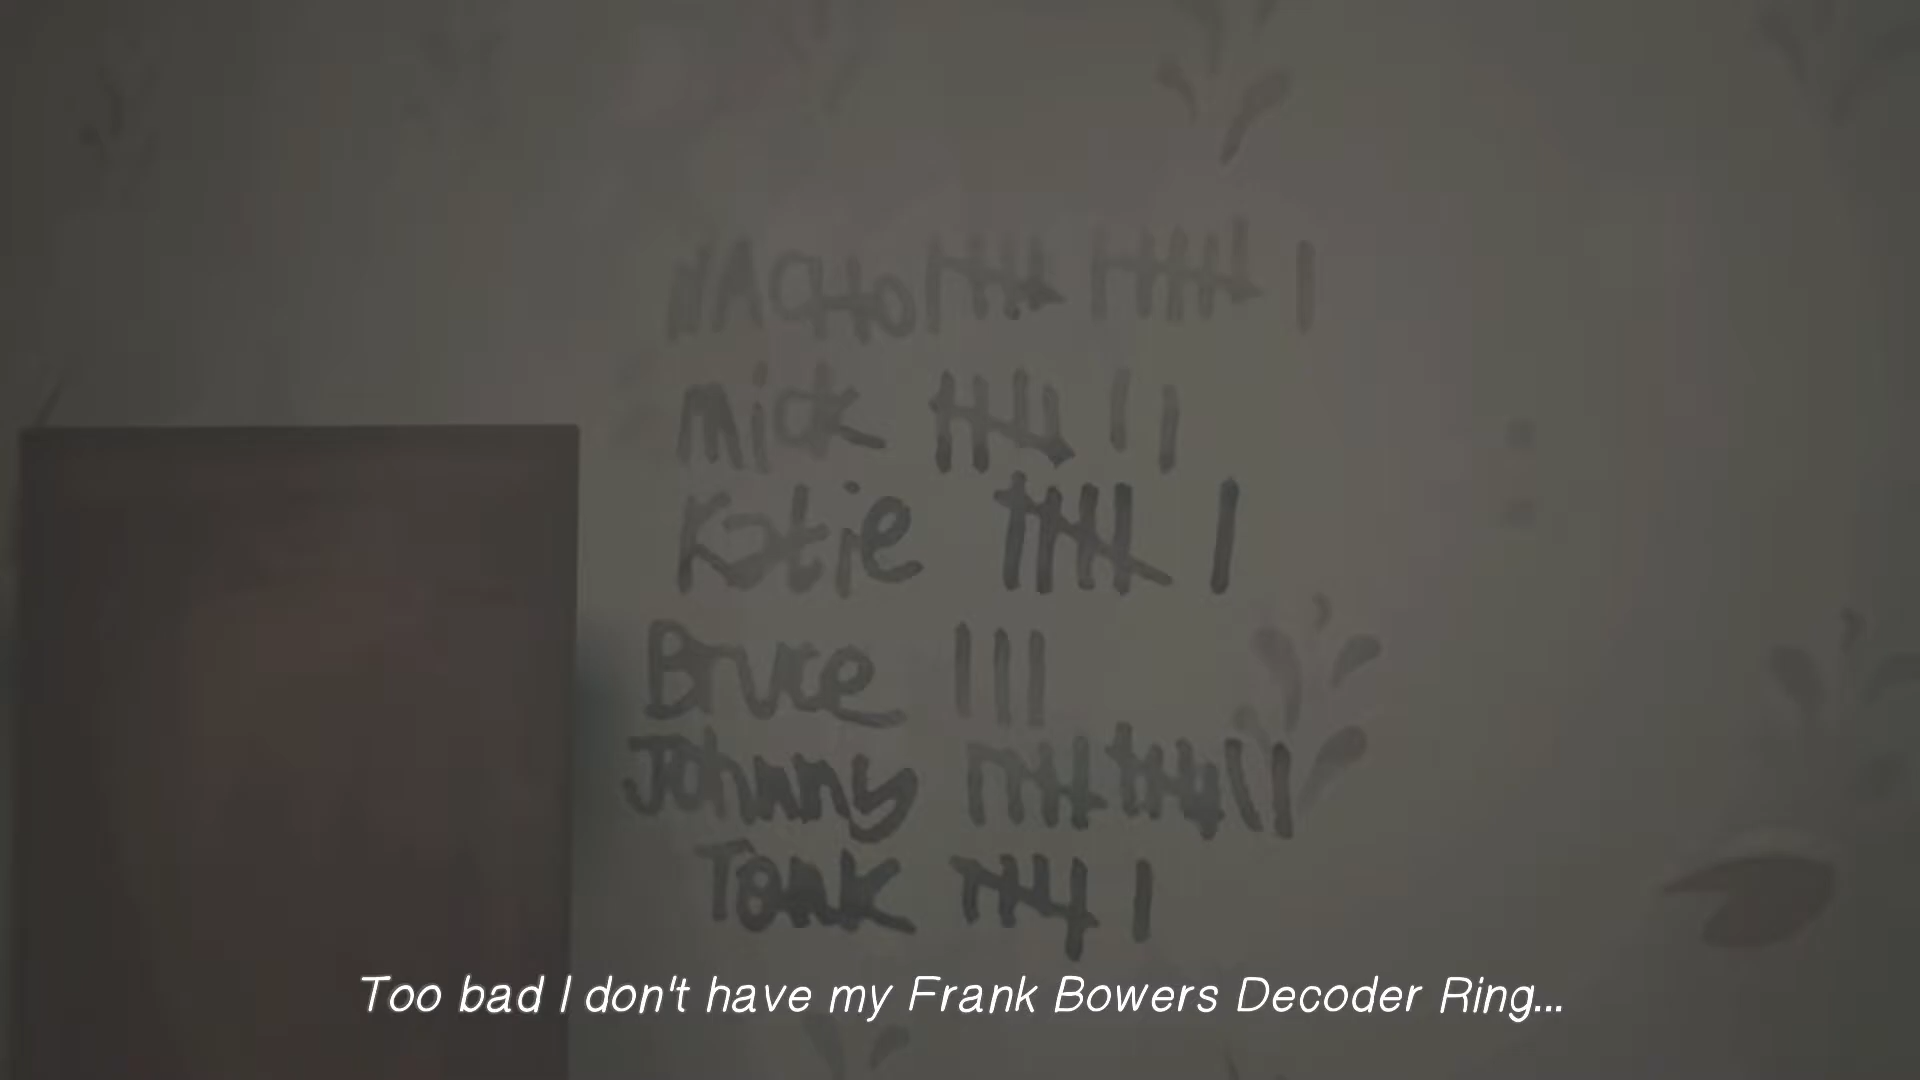 NACHO |||| ||||| |
Mick |||| | |
Katie |||| |
Bruce |||
Johnny |||| |||| ||
Tank |||| |
Too bad I don't have my Frank Bowers Decoder Ring...